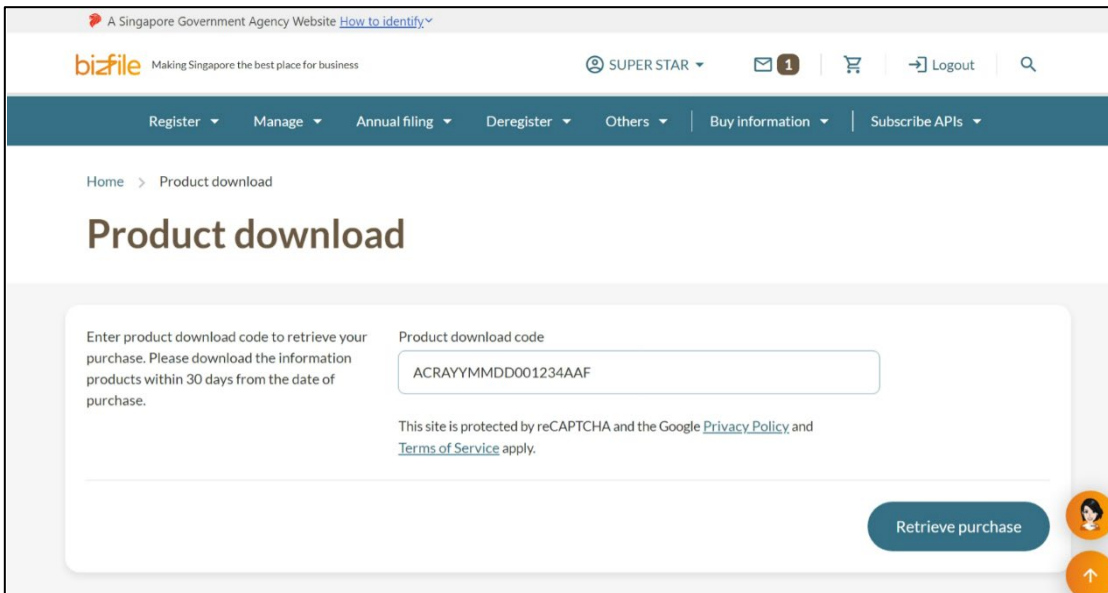 A Singapore Government Agency Website How to identify
bizfile Making Singapore the best place for business SUPER STAR 1 Logout
Register Manage Annual filing Deregister Others Buy information Subscribe APIs
Home > Product download
Product download
Enter product download code to retrieve your
purchase. Please download the information
products within 30 days from the date of
purchase.
Product download code
ACRAYYMMDD001234AAF
This site is protected by reCAPTCHA and the Google Privacy Policy and
Terms of Service apply.
Retrieve purchase